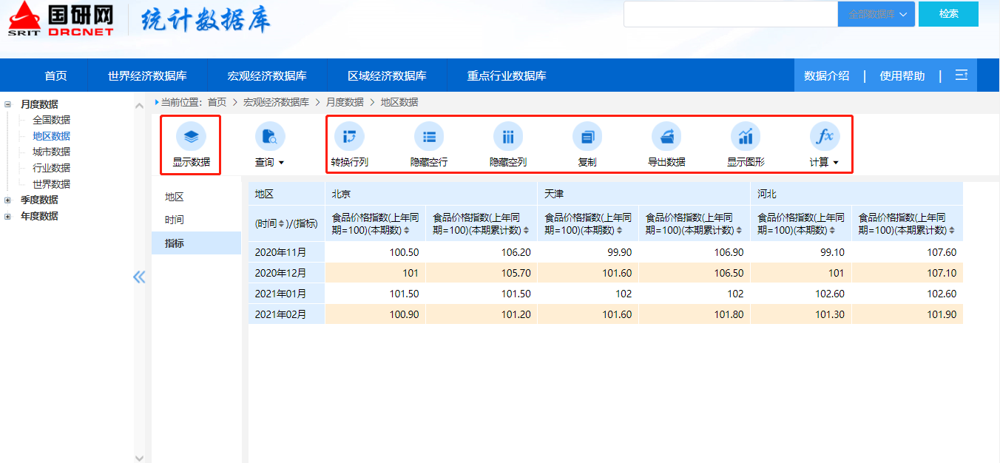 国研网
SRIT DRCNET
统计数据库
全部数据库
检索
首页 世界经济数据库 宏观经济数据库 区域经济数据库 重点行业数据库 数据介绍 | 使用帮助 |
月度数据
全国数据
地区数据
城市数据
行业数据
世界数据
季度数据
年度数据
当前位置: 首页 > 宏观经济数据库 > 月度数据 > 地区数据
显示数据 查询 转换行列 隐藏空行 隐藏空列 复制 导出数据 显示图形 fx 计算
地区
时间
指标
地区 北京 天津 河北
(时间)/(指标) 食品价格指数(上年同期=100)(本期数) 食品价格指数(上年同期=100)(本期累计数) 食品价格指数(上年同期=100)(本期数) 食品价格指数(上年同期=100)(本期累计数) 食品价格指数(上年同期=100)(本期数) 食品价格指数(上年同期=100)(本期累计数)
2020年11月 100.50 106.20 99.90 106.90 99.10 107.60
2020年12月 101 105.70 101.60 106.50 101 107.10
2021年01月 101.50 101.50 102 102 102.60 102.60
2021年02月 100.90 101.20 101.60 101.80 101.30 101.90